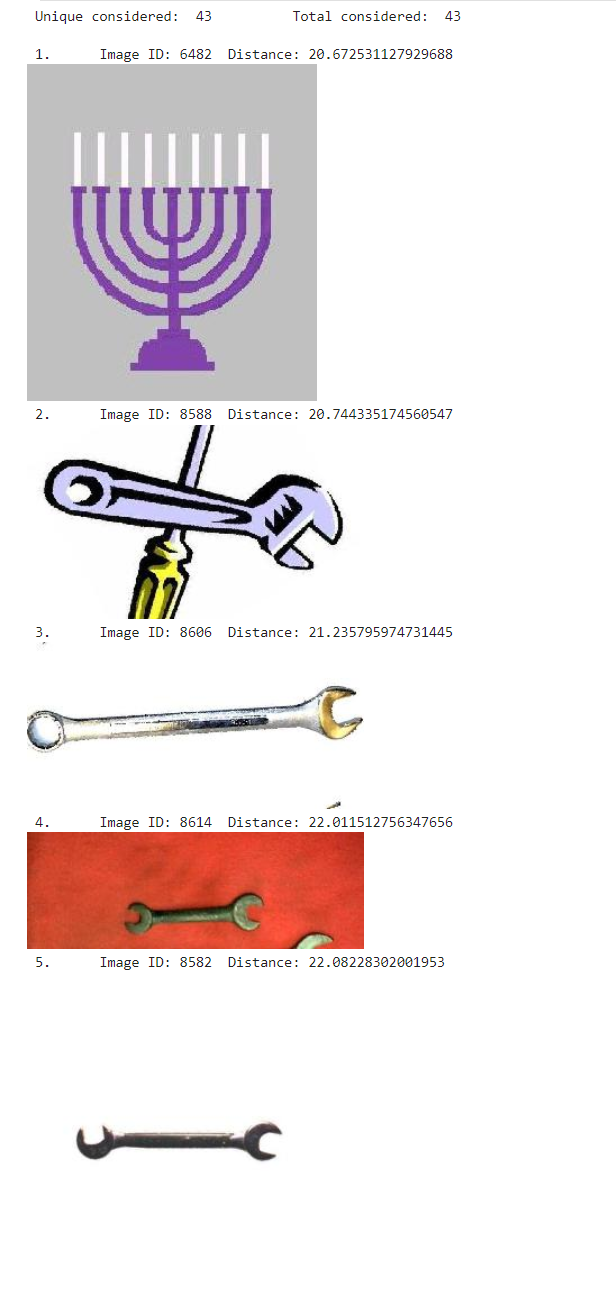 Unique considered:  43          Total considered:  43
1.      Image ID: 6482  Distance: 20.672531127929688
2.      Image ID: 8588  Distance: 20.744335174560547
3.      Image ID: 8606  Distance: 21.235795974731445
4.      Image ID: 8614  Distance: 22.011512756347656
5.      Image ID: 8582  Distance: 22.08228302001953